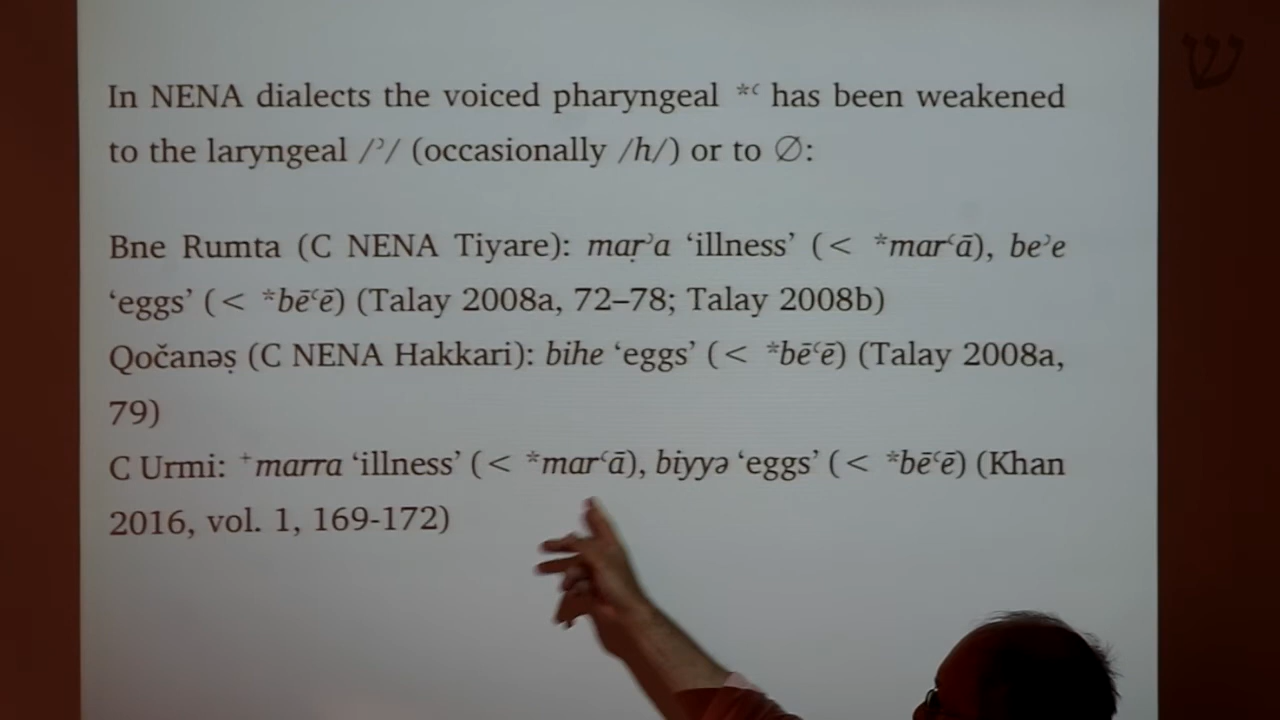 In NENA dialects the voiced pharyngeal *ʿ has been weakened
to the laryngeal /ʾ/ (occasionally /h/) or to ∅:
Bne Rumta (C NENA Tiyare): maṛʾa ‘illness’ (< *marʿā), beʾe
‘eggs’ (< *bēʿē) (Talay 2008a, 72–78; Talay 2008b)
Qočanəṣ (C NENA Hakkari): bihe ‘eggs’ (< *bēʿē) (Talay 2008a,
79)
C Urmi: ⁺marra ‘illness’ (< *marʿā), biyyə ‘eggs’ (< *bēʿē) (Khan
2016, vol. 1, 169-172)
ש